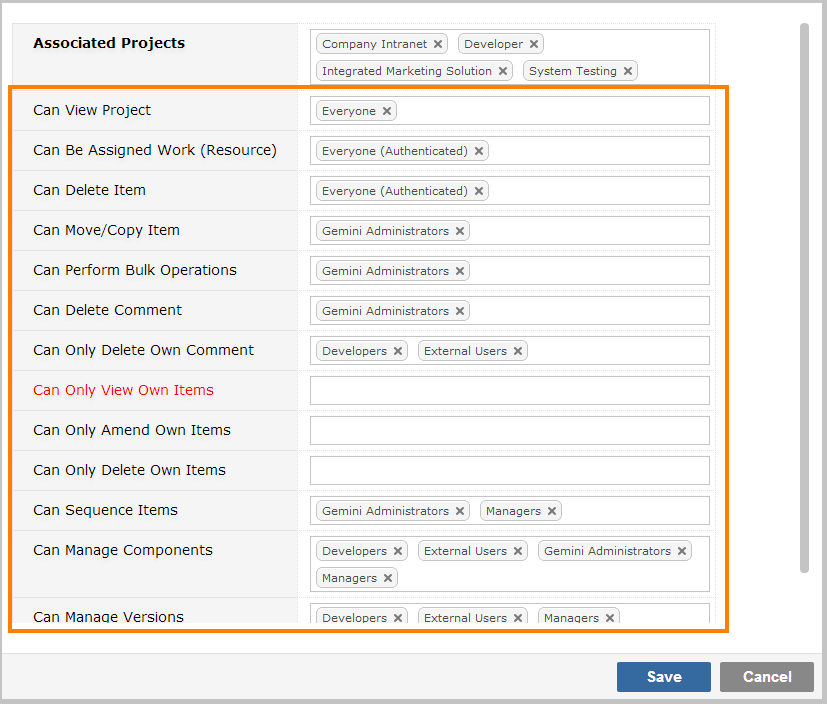 Associated Projects
Company Intranet ✕ Developer ✕
Integrated Marketing Solution ✕ System Testing ✕
Can View Project
Everyone ✕
Can Be Assigned Work (Resource)
Everyone (Authenticated) ✕
Can Delete Item
Everyone (Authenticated) ✕
Can Move/Copy Item
Gemini Administrators ✕
Can Perform Bulk Operations
Gemini Administrators ✕
Can Delete Comment
Gemini Administrators ✕
Can Only Delete Own Comment
Developers ✕ External Users ✕
Can Only View Own Items
Can Only Amend Own Items
Can Only Delete Own Items
Can Sequence Items
Gemini Administrators ✕ Managers ✕
Can Manage Components
Developers ✕ External Users ✕ Gemini Administrators ✕
Managers ✕
Can Manage Versions
Developers ✕ External Users ✕ Managers ✕
Save
Cancel